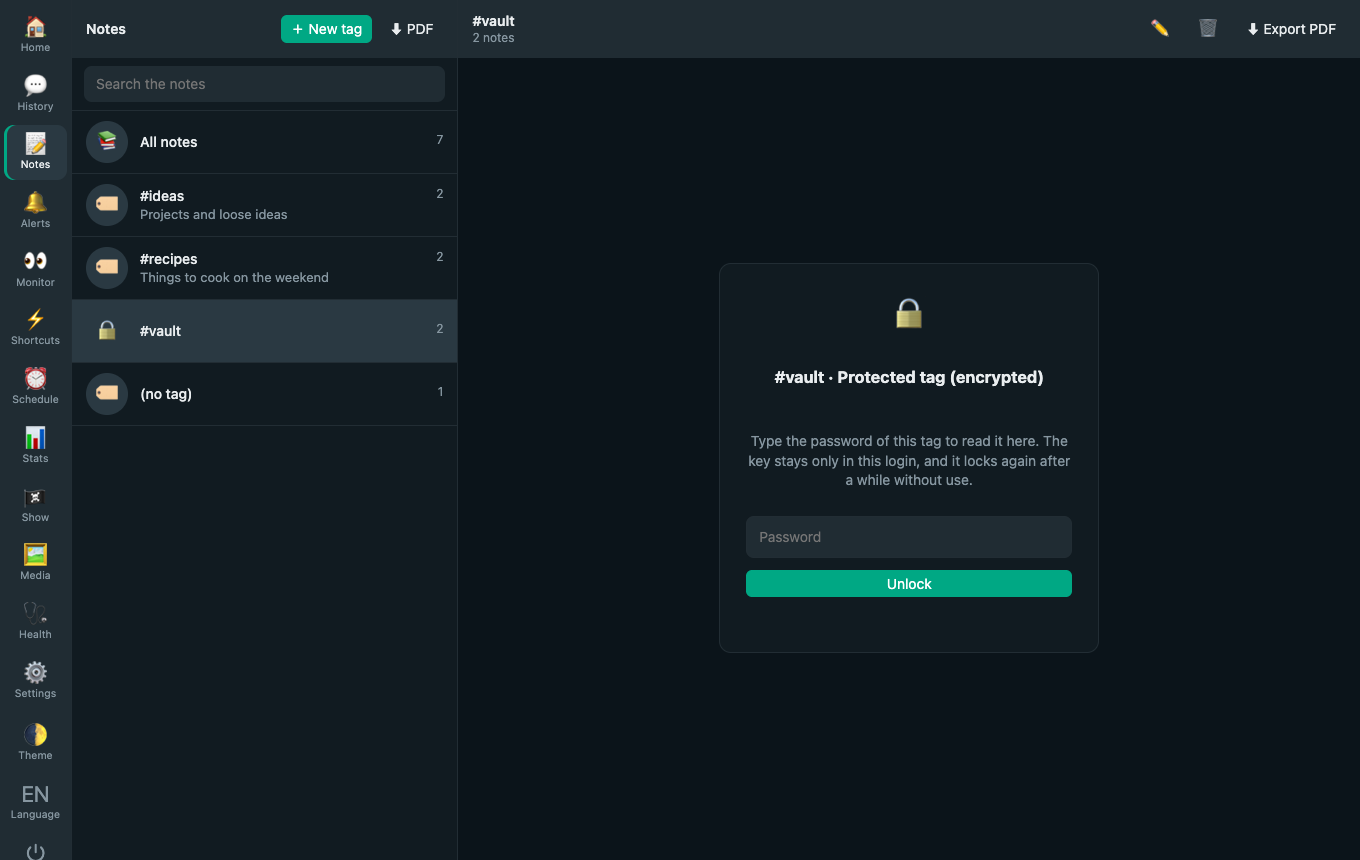 Home
History
Notes
Alerts
Monitor
Shortcuts
Schedule
Stats
Show
Media
Health
Settings
Theme
EN
Language
Notes
+ New tag
⬇ PDF
Search the notes
All notes
7
#ideas
2
Projects and loose ideas
#recipes
2
Things to cook on the weekend
#vault
2
(no tag)
1
#vault
2 notes
⬇ Export PDF
#vault · Protected tag (encrypted)
Type the password of this tag to read it here. The
key stays only in this login, and it locks again after
a while without use.
Password
Unlock